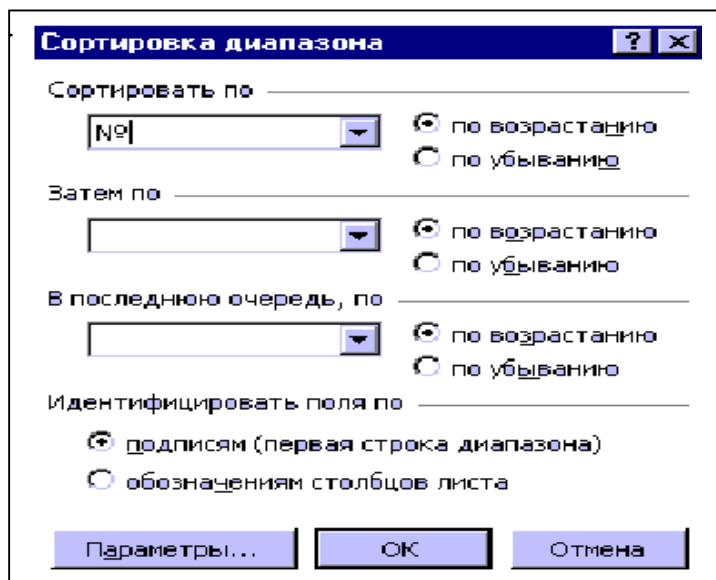 Сортировка диапазона
Сортировать по
№
по возрастанию
по убыванию
Затем по
по возрастанию
по убыванию
В последнюю очередь, по
по возрастанию
по убыванию
Идентифицировать поля по
подписям (первая строка диапазона)
обозначениям столбцов листа
Параметры... ОК Отмена